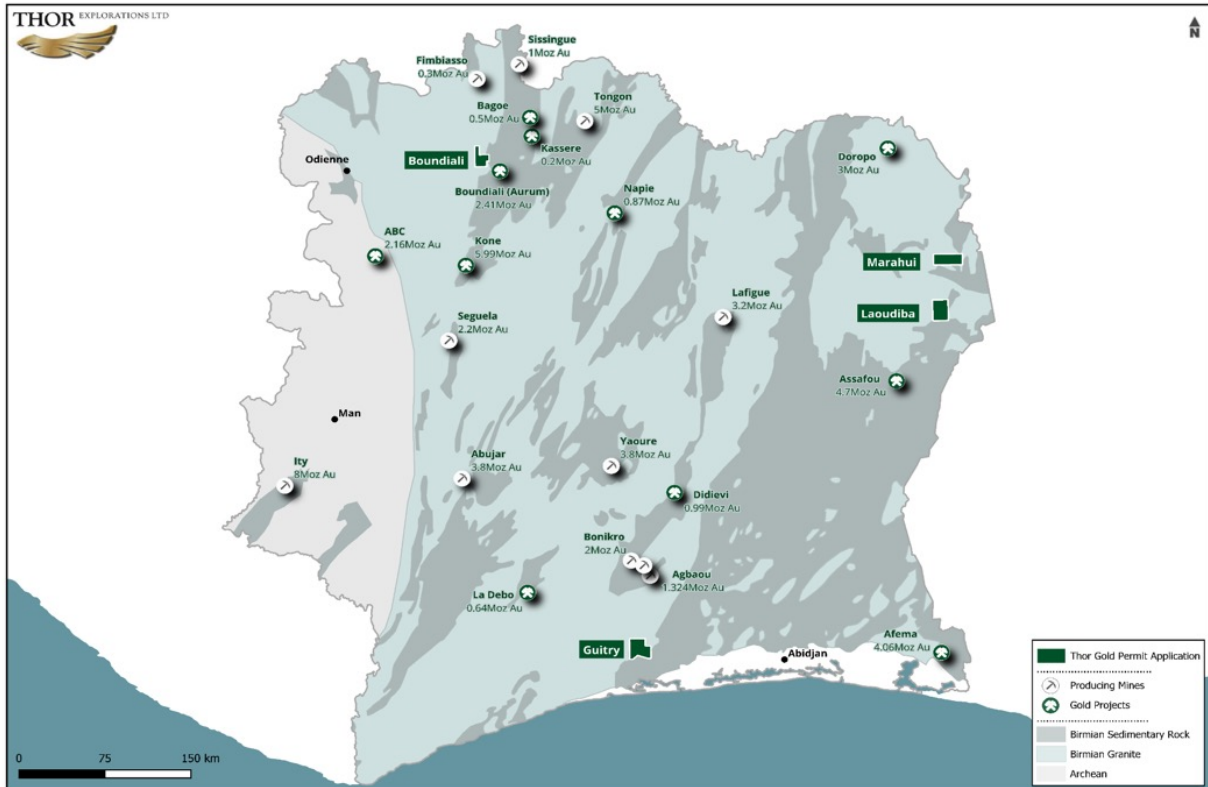 THOR EXPLORATIONS LTD
N
Sissingue
1Moz Au
Fimbiasso
0.3Moz Au
Tongon
5Moz Au
Bagoe
0.5Moz Au
Kassere
0.2Moz Au
Boundiali
Odienne
Doropo
3Moz Au
Boundiali (Aurum)
2.41Moz Au
Napie
0.87Moz Au
ABC
2.16Moz Au
Kone
5.99Moz Au
Marahui
Lafigue
3.2Moz Au
Laoudiba
Seguela
2.2Moz Au
Assafou
4.7Moz Au
Man
Yaoure
3.8Moz Au
Abujar
3.8Moz Au
Ity
8Moz Au
Didievi
0.99Moz Au
Bonikro
2Moz Au
Agbaou
1.324Moz Au
La Debo
0.64Moz Au
Guitry
Abidjan
Afema
4.06Moz Au
Thor Gold Permit Application
Producing Mines
Gold Projects
Birmian Sedimentary Rock
Birmian Granite
Archean
0 75 150 km